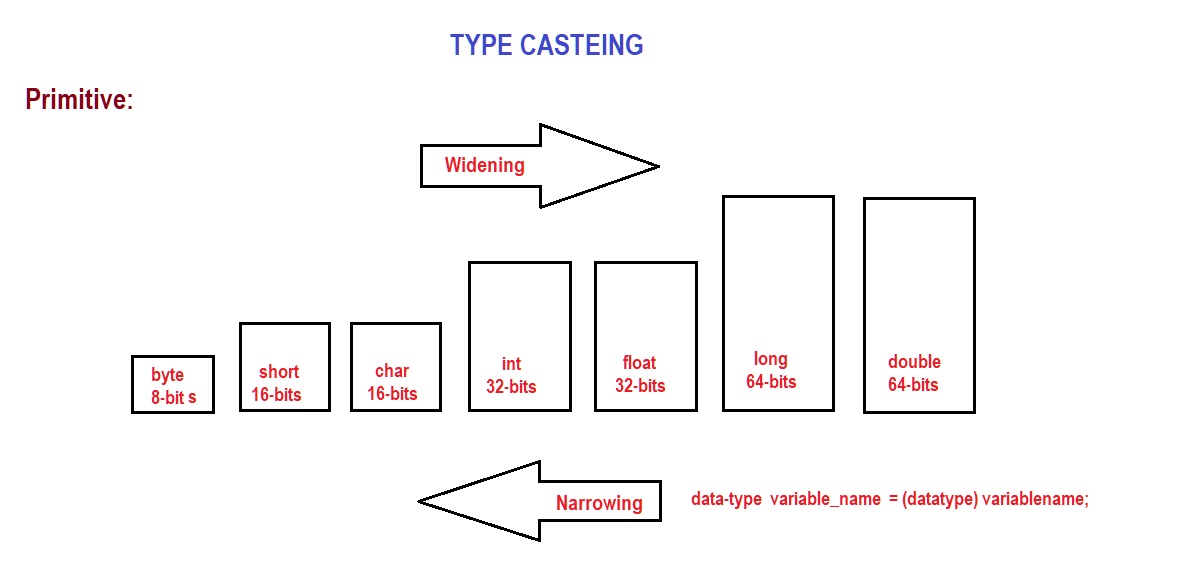 TYPE CASTEING
Primitive:
Widening
byte
8-bit s
short
16-bits
char
16-bits
int
32-bits
float
32-bits
long
64-bits
double
64-bits
Narrowing
data-type variable_name = (datatype) variablename;